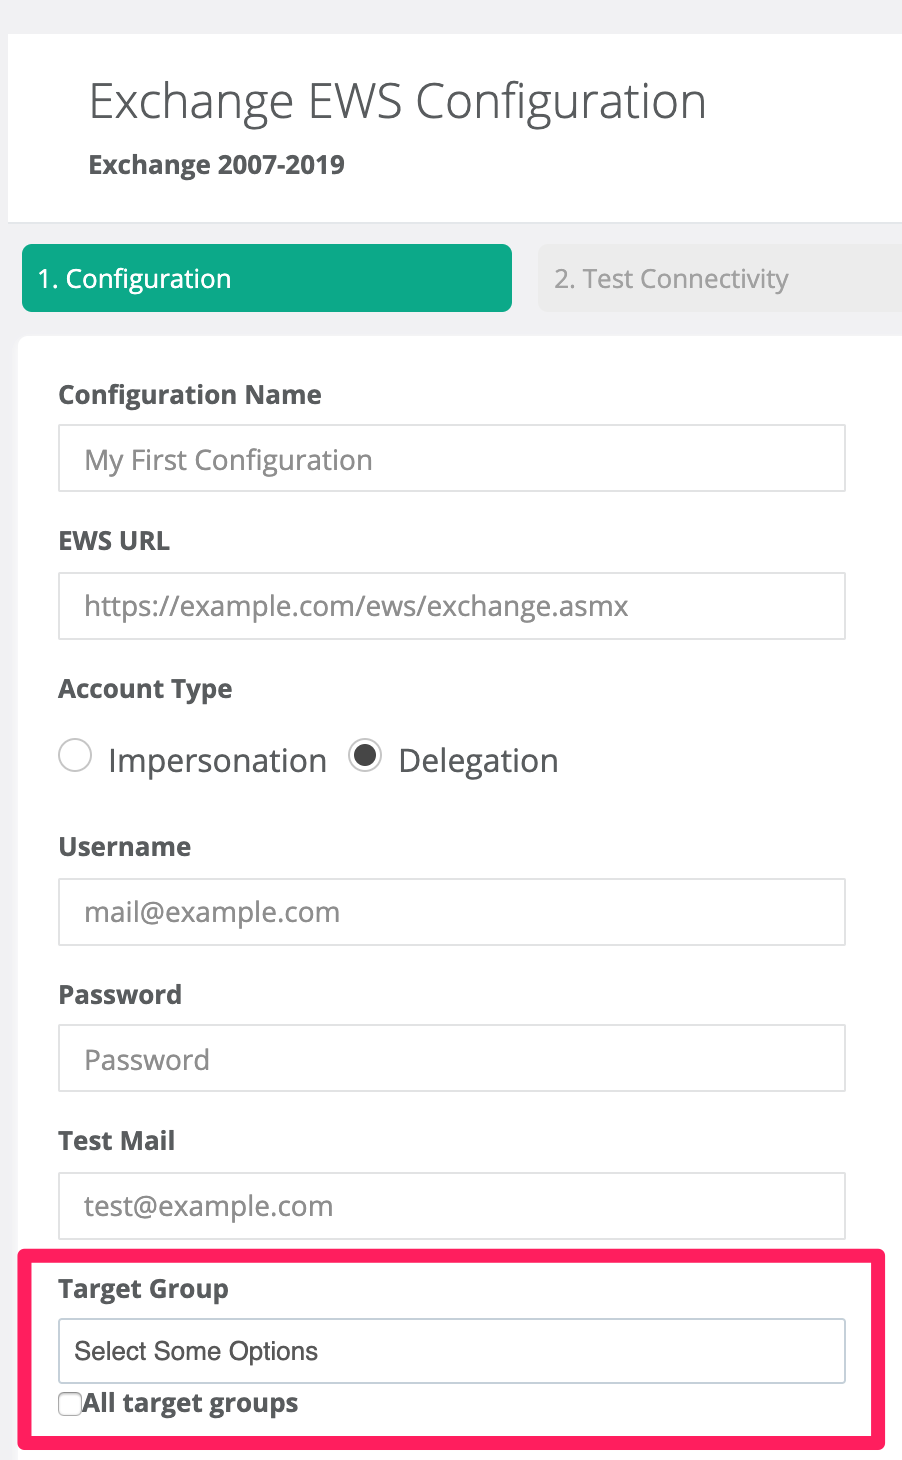 Exchange EWS Configuration
Exchange 2007-2019
1. Configuration
2. Test Connectivity
Configuration Name
My First Configuration
EWS URL
https://example.com/ews/exchange.asmx
Account Type
Impersonation Delegation
Username
mail@example.com
Password
Password
Test Mail
test@example.com
Target Group
Select Some Options
All target groups